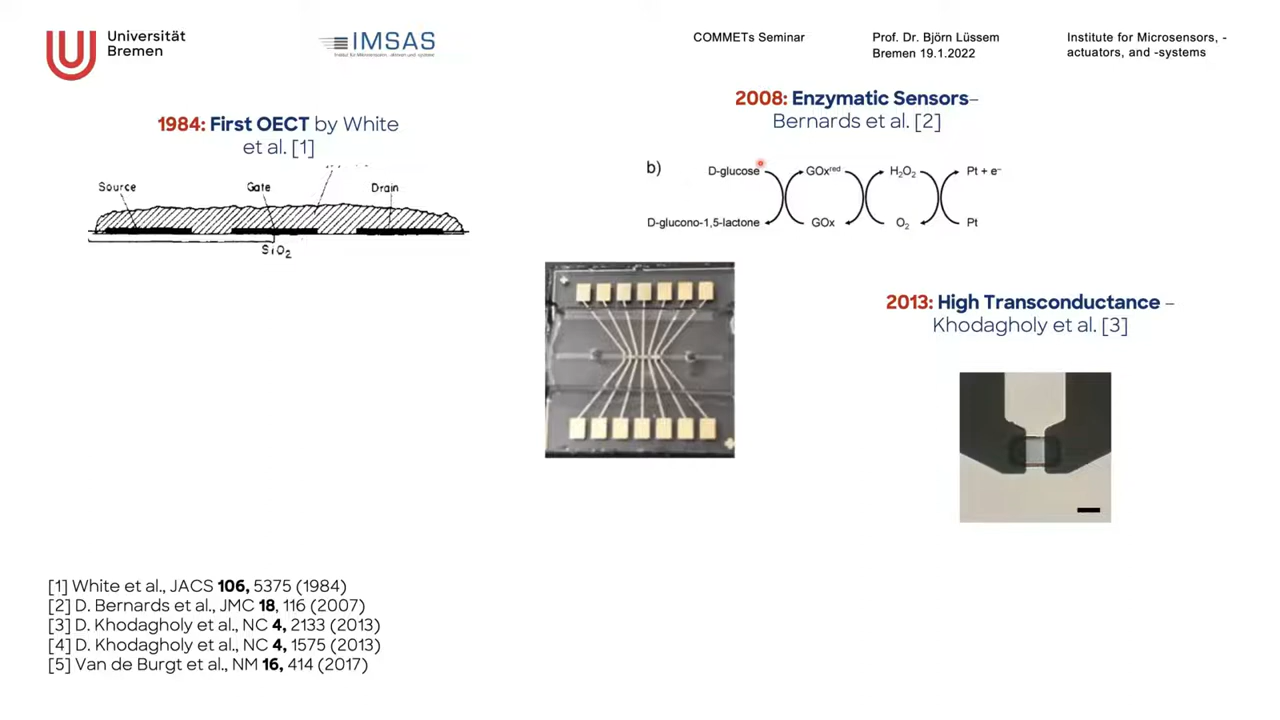 Universität
Bremen
IMSAS
COMMETs Seminar
Prof. Dr. Björn Lüssem
Bremen 19.1.2022
Institute for Microsensors, -
actuators, and -systems
1984: First OECT by White
et al. [1]
Source
Gate
Drain
SiO2
2008: Enzymatic Sensors–
Bernards et al. [2]
b)
D-glucose
GOxred
H2O2
Pt + e–
D-glucono-1,5-lactone
GOx
O2
Pt
2013: High Transconductance –
Khodagholy et al. [3]
[1] White et al., JACS 106, 5375 (1984)
[2] D. Bernards et al., JMC 18, 116 (2007)
[3] D. Khodagholy et al., NC 4, 2133 (2013)
[4] D. Khodagholy et al., NC 4, 1575 (2013)
[5] Van de Burgt et al., NM 16, 414 (2017)